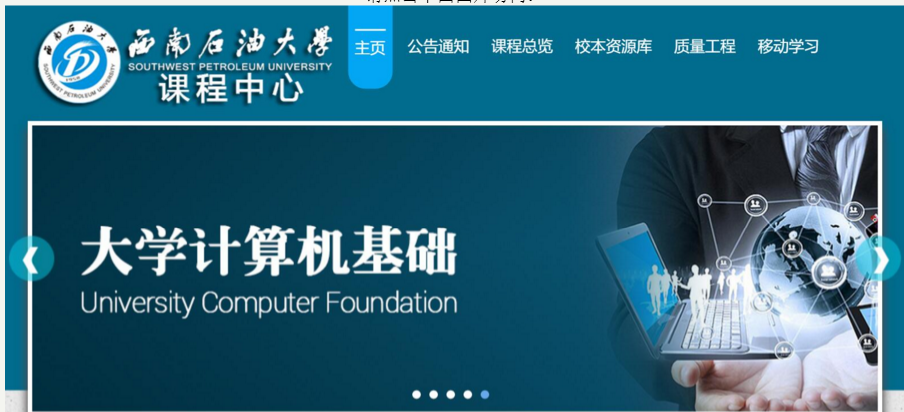 西南石油大學
SOUTHWEST PETROLEUM UNIVERSITY
课程中心
主页 公告通知 课程总览 校本资源库 质量工程 移动学习
大学计算机基础
University Computer Foundation